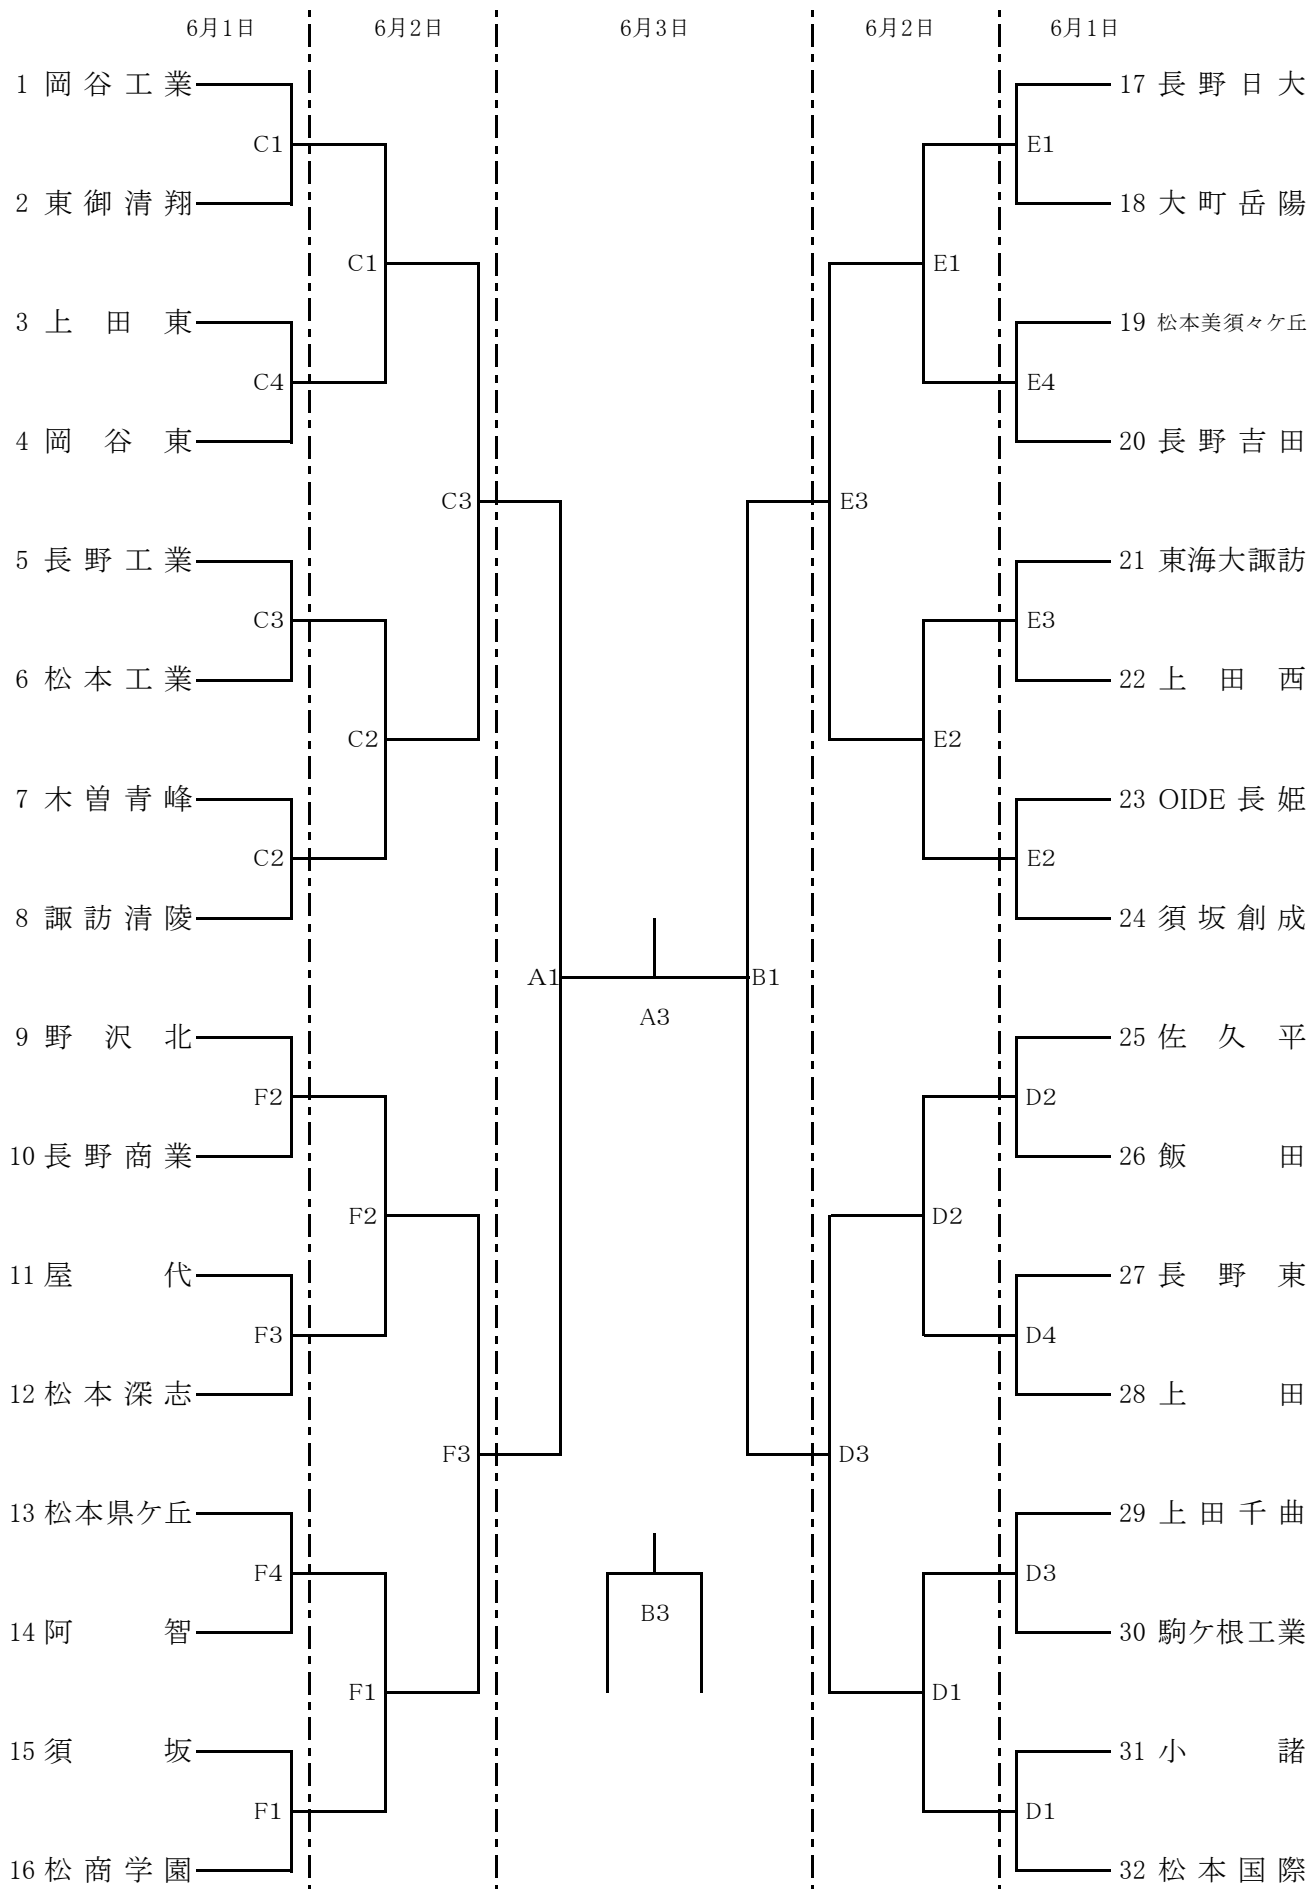 6月1日 6月2日 6月3日 6月2日 6月1日
1 岡谷工業 17 長野日大
C1 E1
2 東御清翔 18 大町岳陽
C1 E1
3 上田東 19 松本美須々ケ丘
C4 E4
4 岡谷東 20 長野吉田
C3 E3
5 長野工業 21 東海大諏訪
C3 E3
6 松本工業 22 上田西
C2 E2
7 木曽青峰 23 OIDE長姫
C2 E2
8 諏訪清陵 24 須坂創成
A1 B1
A3
9 野沢北 25 佐久平
F2 D2
10 長野商業 26 飯田
F2 D2
11 屋代 27 長野東
F3 D4
12 松本深志 28 上田
F3 D3
13 松本県ケ丘 29 上田千曲
F4 D3
B3
14 阿智 30 駒ケ根工業
F1 D1
15 須坂 31 小諸
F1 D1
16 松商学園 32 松本国際